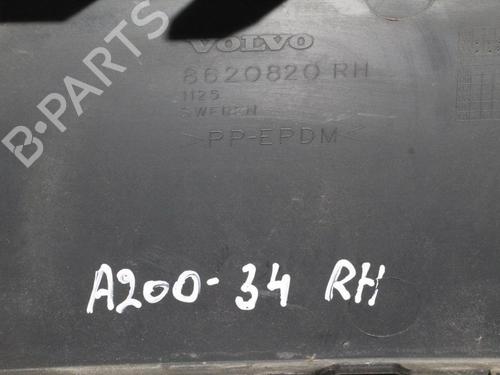 B-PARTS
VOLVO
8620820 RH
1125
SWEDEN
>PP-EPDM<
A200-34 RH